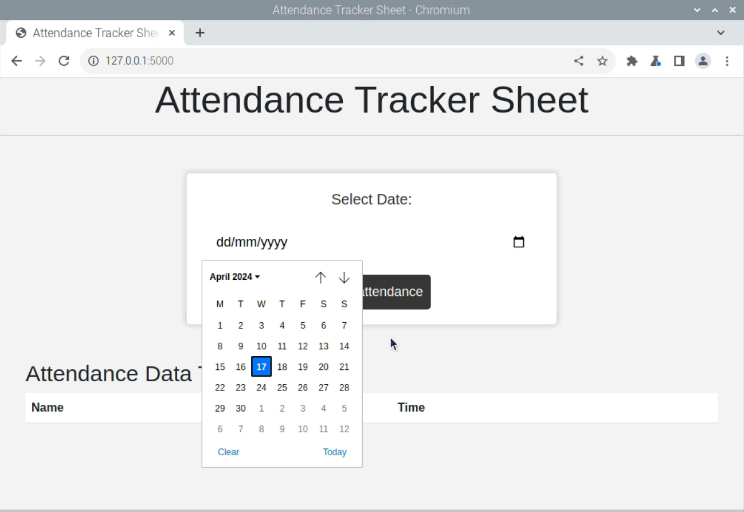 Attendance Tracker Sheet - Chromium
Attendance Tracker She
127.0.0.1:5000
Attendance Tracker Sheet
Select Date:
dd/mm/yyyy
April 2024
ttendance
M T W T F S S
1 2 3 4 5 6 7
8 9 10 11 12 13 14
15 16 17 18 19 20 21
22 23 24 25 26 27 28
29 30 1 2 3 4 5
6 7 8 9 10 11 12
Clear Today
Attendance Data
Name Time